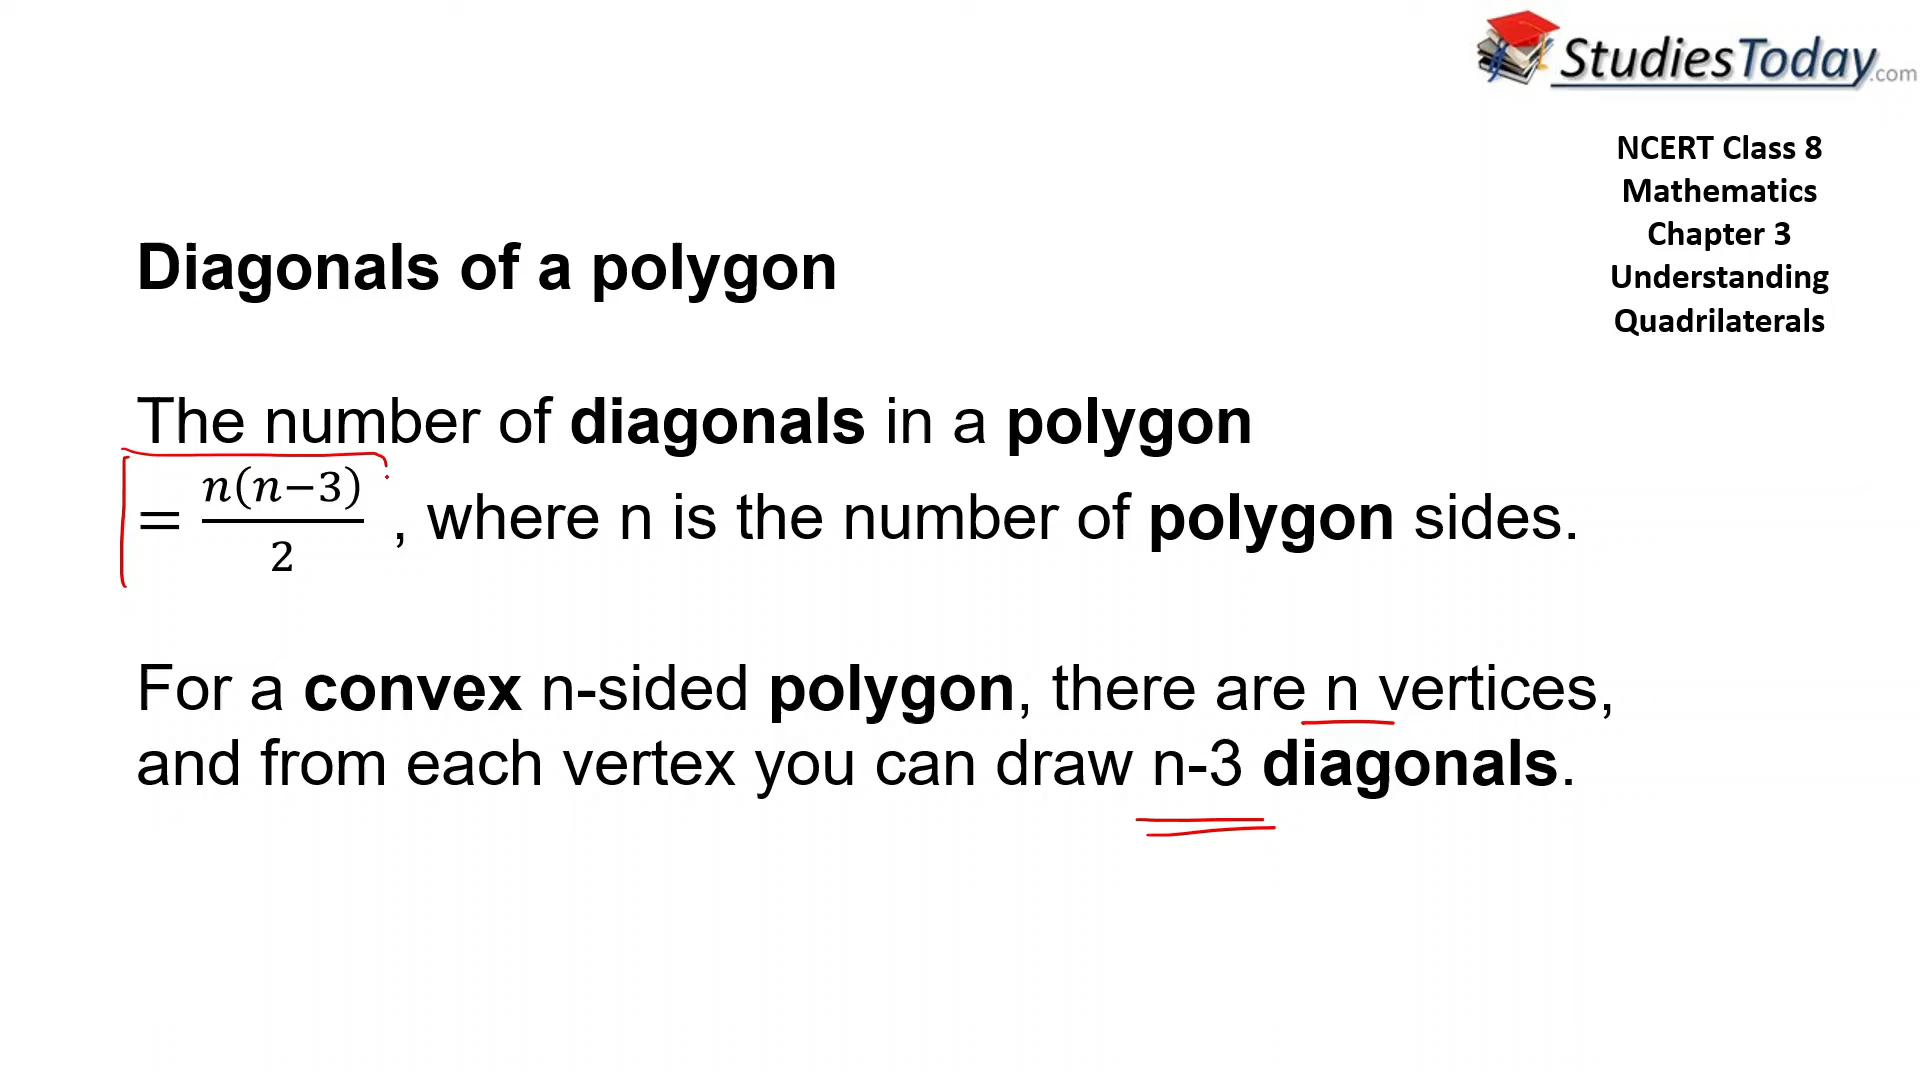 StudiesToday.com
NCERT Class 8
Mathematics
Chapter 3
Understanding
Quadrilaterals
Diagonals of a polygon
The number of diagonals in a polygon
= n(n−3)/2 , where n is the number of polygon sides.
For a convex n-sided polygon, there are n vertices,
and from each vertex you can draw n-3 diagonals.